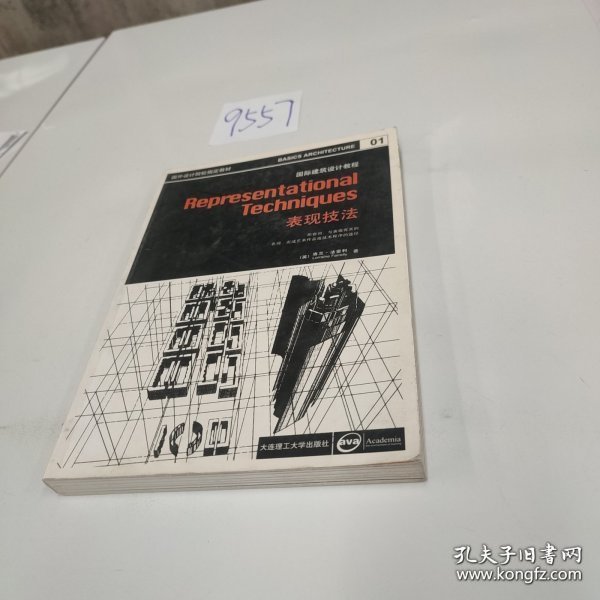 9557
国外设计院校指定教材
BASICS ARCHITECTURE
01
国际建筑设计教程
Representational
Techniques
表现技法
Lorraine Farrelly
大连理工大学出版社
ava
Academia
孔夫子旧书网
www.kongfz.com